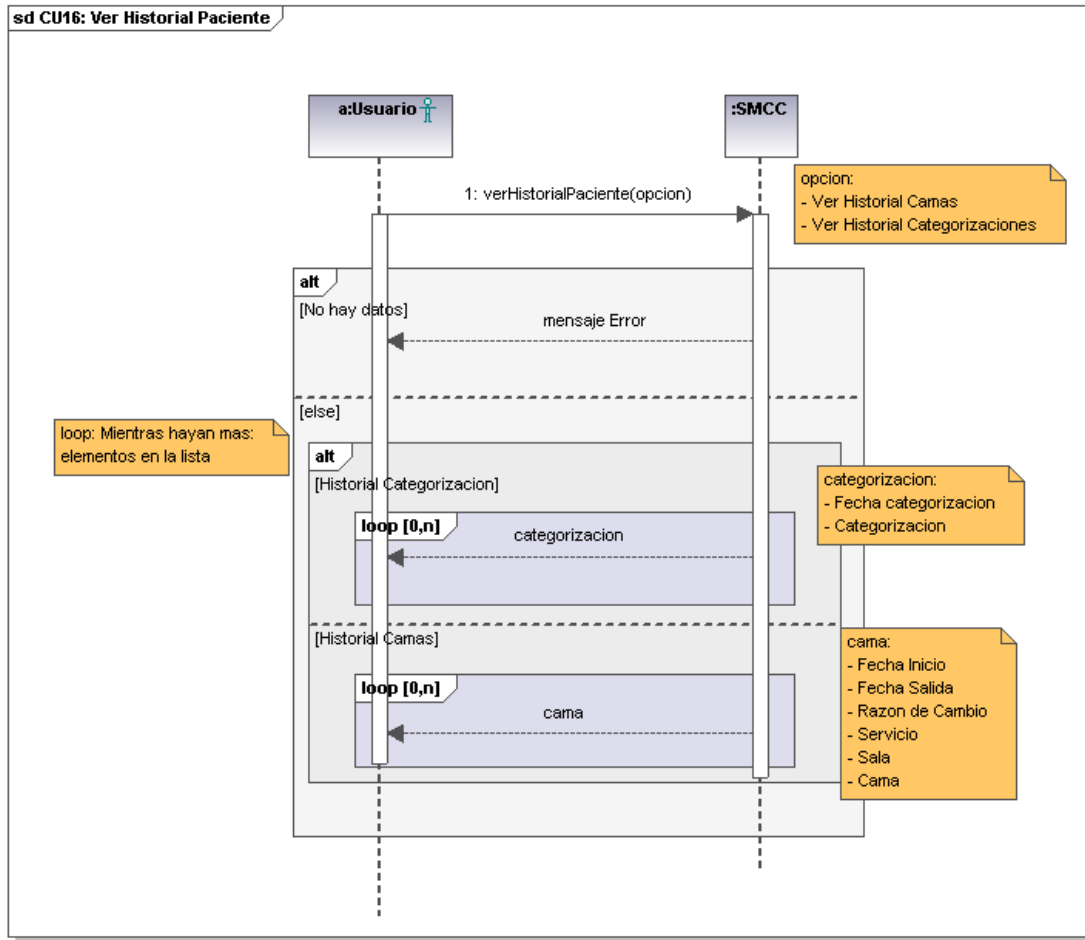 sd CU16: Ver Historial Paciente
a:Usuario
:SMCC
1: verHistorialPaciente(opcion)
opcion:
- Ver Historial Camas
- Ver Historial Categorizaciones
alt
[No hay datos]
mensaje Error
[else]
loop: Mientras hayan mas:
elementos en la lista
alt
[Historial Categorizacion]
categorizacion:
- Fecha categorizacion
- Categorizacion
loop [0,n]
categorizacion
[Historial Camas]
cama:
- Fecha Inicio
- Fecha Salida
- Razon de Cambio
- Servicio
- Sala
- Cama
loop [0,n]
cama